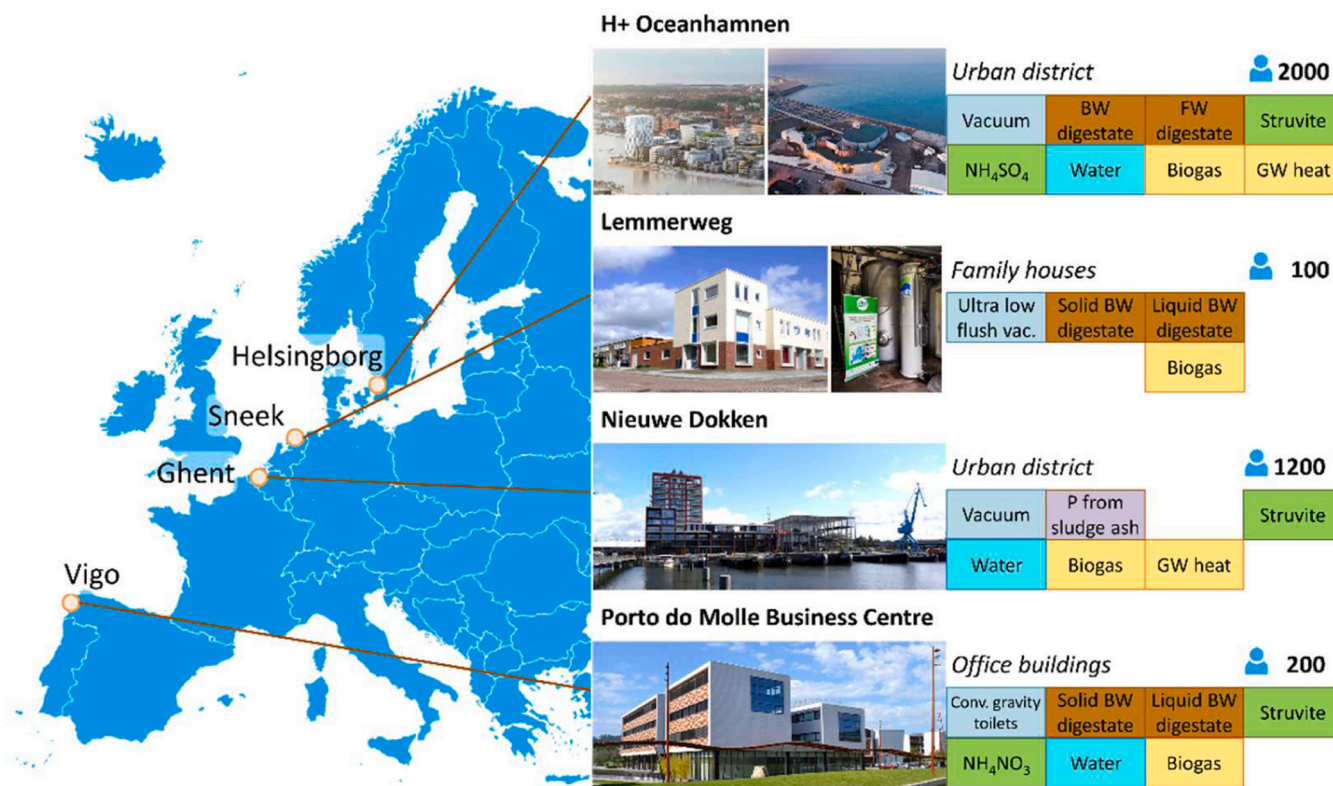 H+ Oceanhamnen
Urban district 2000
Vacuum
BW
digestate
FW
digestate
Struvite
NH₄SO₄
Water
Biogas
GW heat
Lemmerweg
Family houses 100
Ultra low
flush vac.
Solid BW
digestate
Liquid BW
digestate
Biogas
Nieuwe Dokken
Urban district 1200
Vacuum
P from
sludge ash
Struvite
Water
Biogas
GW heat
Porto do Molle Business Centre
Office buildings 200
Conv. gravity
toilets
Solid BW
digestate
Liquid BW
digestate
Struvite
NH₄NO₃
Water
Biogas
Helsingborg
Sneek
Ghent
Vigo